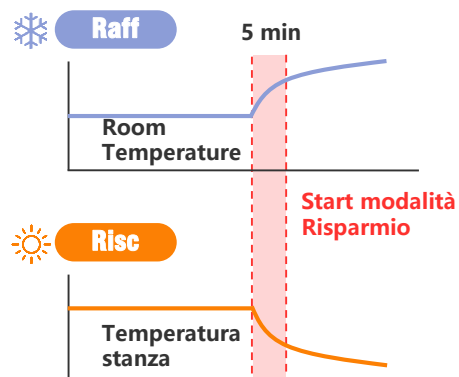 Raff
5 min
Room
Temperature
Start modalità
Risparmio
Risc
Temperatura
stanza